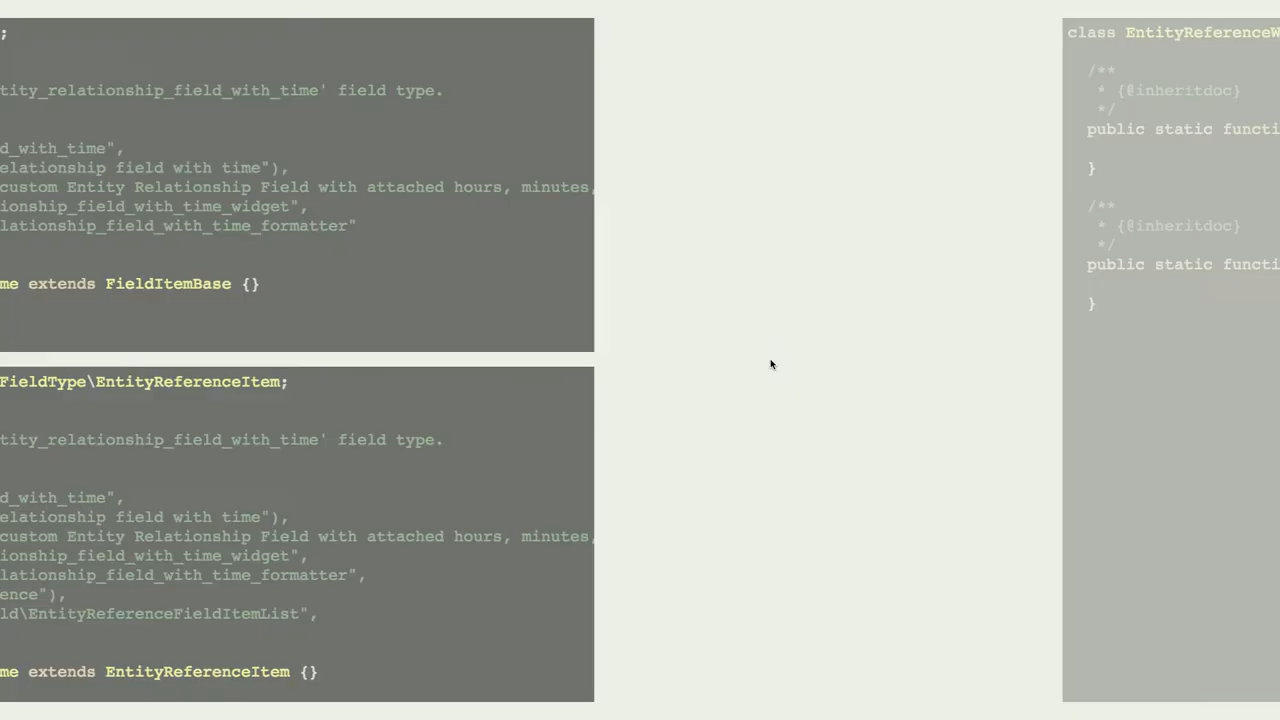 ;
tity_relationship_field_with_time' field type.
d_with_time",
elationship field with time"),
custom Entity Relationship Field with attached hours, minutes,
ionship_field_with_time_widget",
lationship_field_with_time_formatter"
me extends FieldItemBase {}
FieldType\EntityReferenceItem;
tity_relationship_field_with_time' field type.
d_with_time",
elationship field with time"),
custom Entity Relationship Field with attached hours, minutes,
ionship_field_with_time_widget",
lationship_field_with_time_formatter",
ence"),
ld\EntityReferenceFieldItemList",
me extends EntityReferenceItem {}
class EntityReferenceW
/**
* {@inheritdoc}
*/
public static functi
}
/**
* {@inheritdoc}
*/
public static functi
}